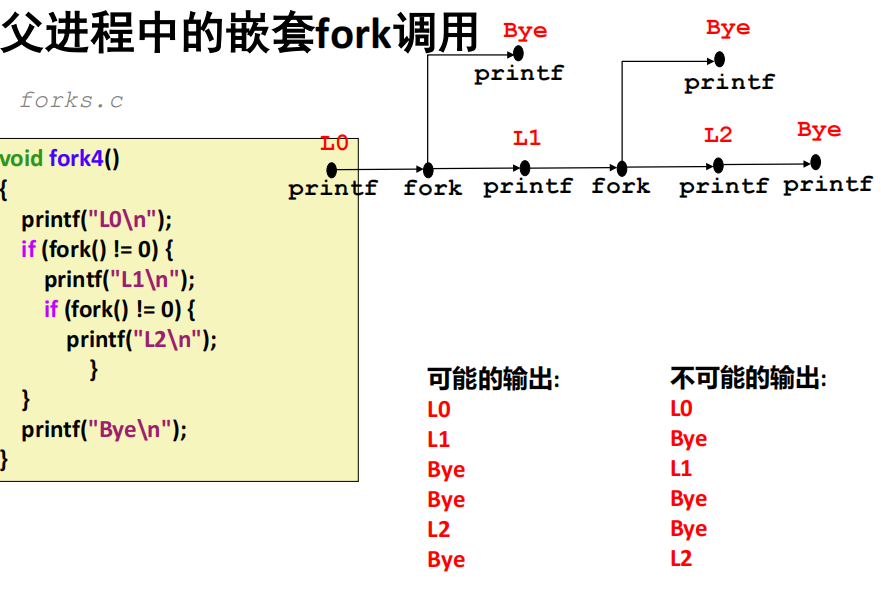 父进程中的嵌套fork调用
forks.c
void fork4()
{
printf("L0\n");
if (fork() != 0) {
printf("L1\n");
if (fork() != 0) {
printf("L2\n");
}
}
printf("Bye\n");
}
Bye Bye
printf printf
L0 L1 L2 Bye
printf fork printf fork printf printf
可能的输出:
L0
L1
Bye
Bye
L2
Bye
不可能的输出:
L0
Bye
L1
Bye
Bye
L2